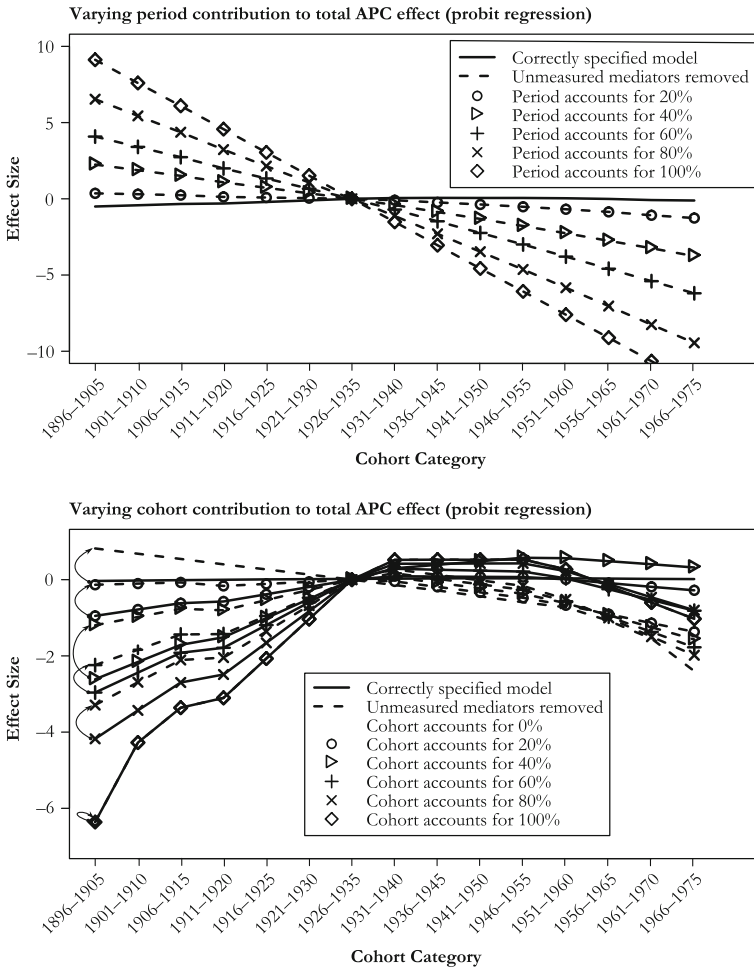 Varying period contribution to total APC effect (probit regression)
10
5
0
−5
−10
Effect Size
Correctly specified model
Unmeasured mediators removed
Period accounts for 20%
Period accounts for 40%
Period accounts for 60%
Period accounts for 80%
Period accounts for 100%
1896–1905
1901–1910
1906–1915
1911–1920
1916–1925
1921–1930
1926–1935
1931–1940
1936–1945
1941–1950
1946–1955
1951–1960
1956–1965
1961–1970
1966–1975
Cohort Category
Varying cohort contribution to total APC effect (probit regression)
0
−2
−4
−6
Effect Size
Correctly specified model
Unmeasured mediators removed
Cohort accounts for 0%
Cohort accounts for 20%
Cohort accounts for 40%
Cohort accounts for 60%
Cohort accounts for 80%
Cohort accounts for 100%
1896–1905
1901–1910
1906–1915
1911–1920
1916–1925
1921–1930
1926–1935
1931–1940
1936–1945
1941–1950
1946–1955
1951–1960
1956–1965
1961–1970
1966–1975
Cohort Category